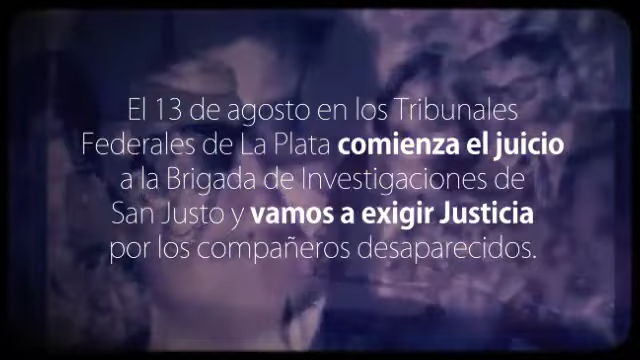 El 13 de agosto en los Tribunales
Federales de La Plata comienza el juicio
a la Brigada de Investigaciones de
San Justo y vamos a exigir Justicia
por los compañeros desaparecidos.